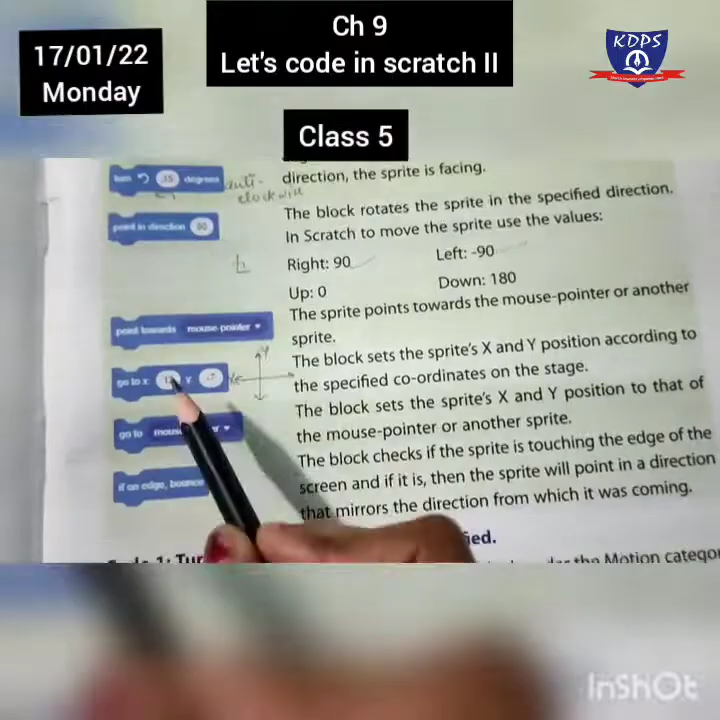 Ch 9
17/01/22
Monday
Let's code in scratch II
KDPS
Class 5
turn 15 degrees
anti-
clockwise
direction, the sprite is facing.
point in direction 90
The block rotates the sprite in the specified direction.
In Scratch to move the sprite use the values:
Right: 90
Left: -90
Up: 0
Down: 180
point towards mouse-pointer
The sprite points towards the mouse-pointer or another
sprite.
go to x: y:
Y
X
The block sets the sprite's X and Y position according to
the specified co-ordinates on the stage.
go to
The block sets the sprite's X and Y position to that of
the mouse-pointer or another sprite.
if on edge, bounce
The block checks if the sprite is touching the edge of the
screen and if it is, then the sprite will point in a direction
that mirrors the direction from which it was coming.
Code 1:
the Motion
INSHOT